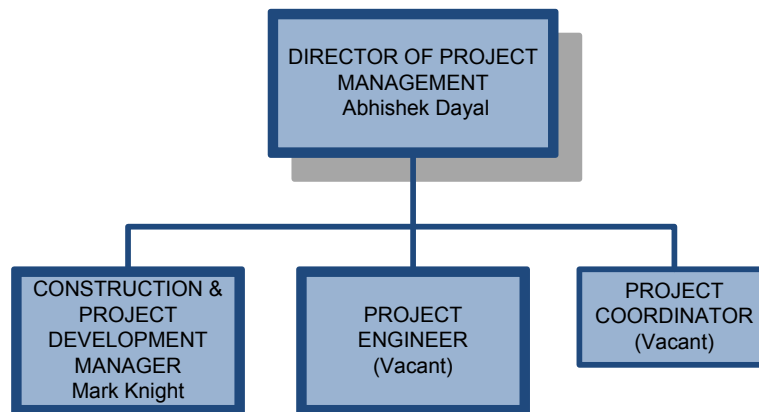 DIRECTOR OF PROJECT
MANAGEMENT
Abhishek Dayal
CONSTRUCTION &
PROJECT
DEVELOPMENT
MANAGER
Mark Knight
PROJECT
ENGINEER
(Vacant)
PROJECT
COORDINATOR
(Vacant)